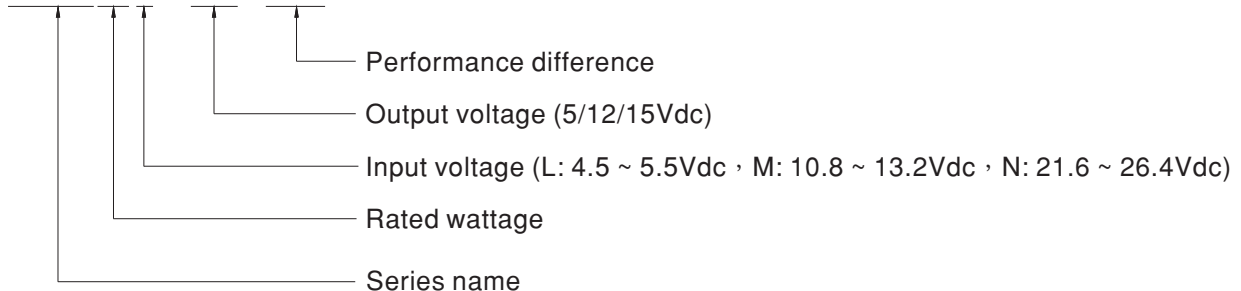 Performance difference
Output voltage (5/12/15Vdc)
Input voltage (L: 4.5 ~ 5.5Vdc，M: 10.8 ~ 13.2Vdc，N: 21.6 ~ 26.4Vdc)
Rated wattage
Series name